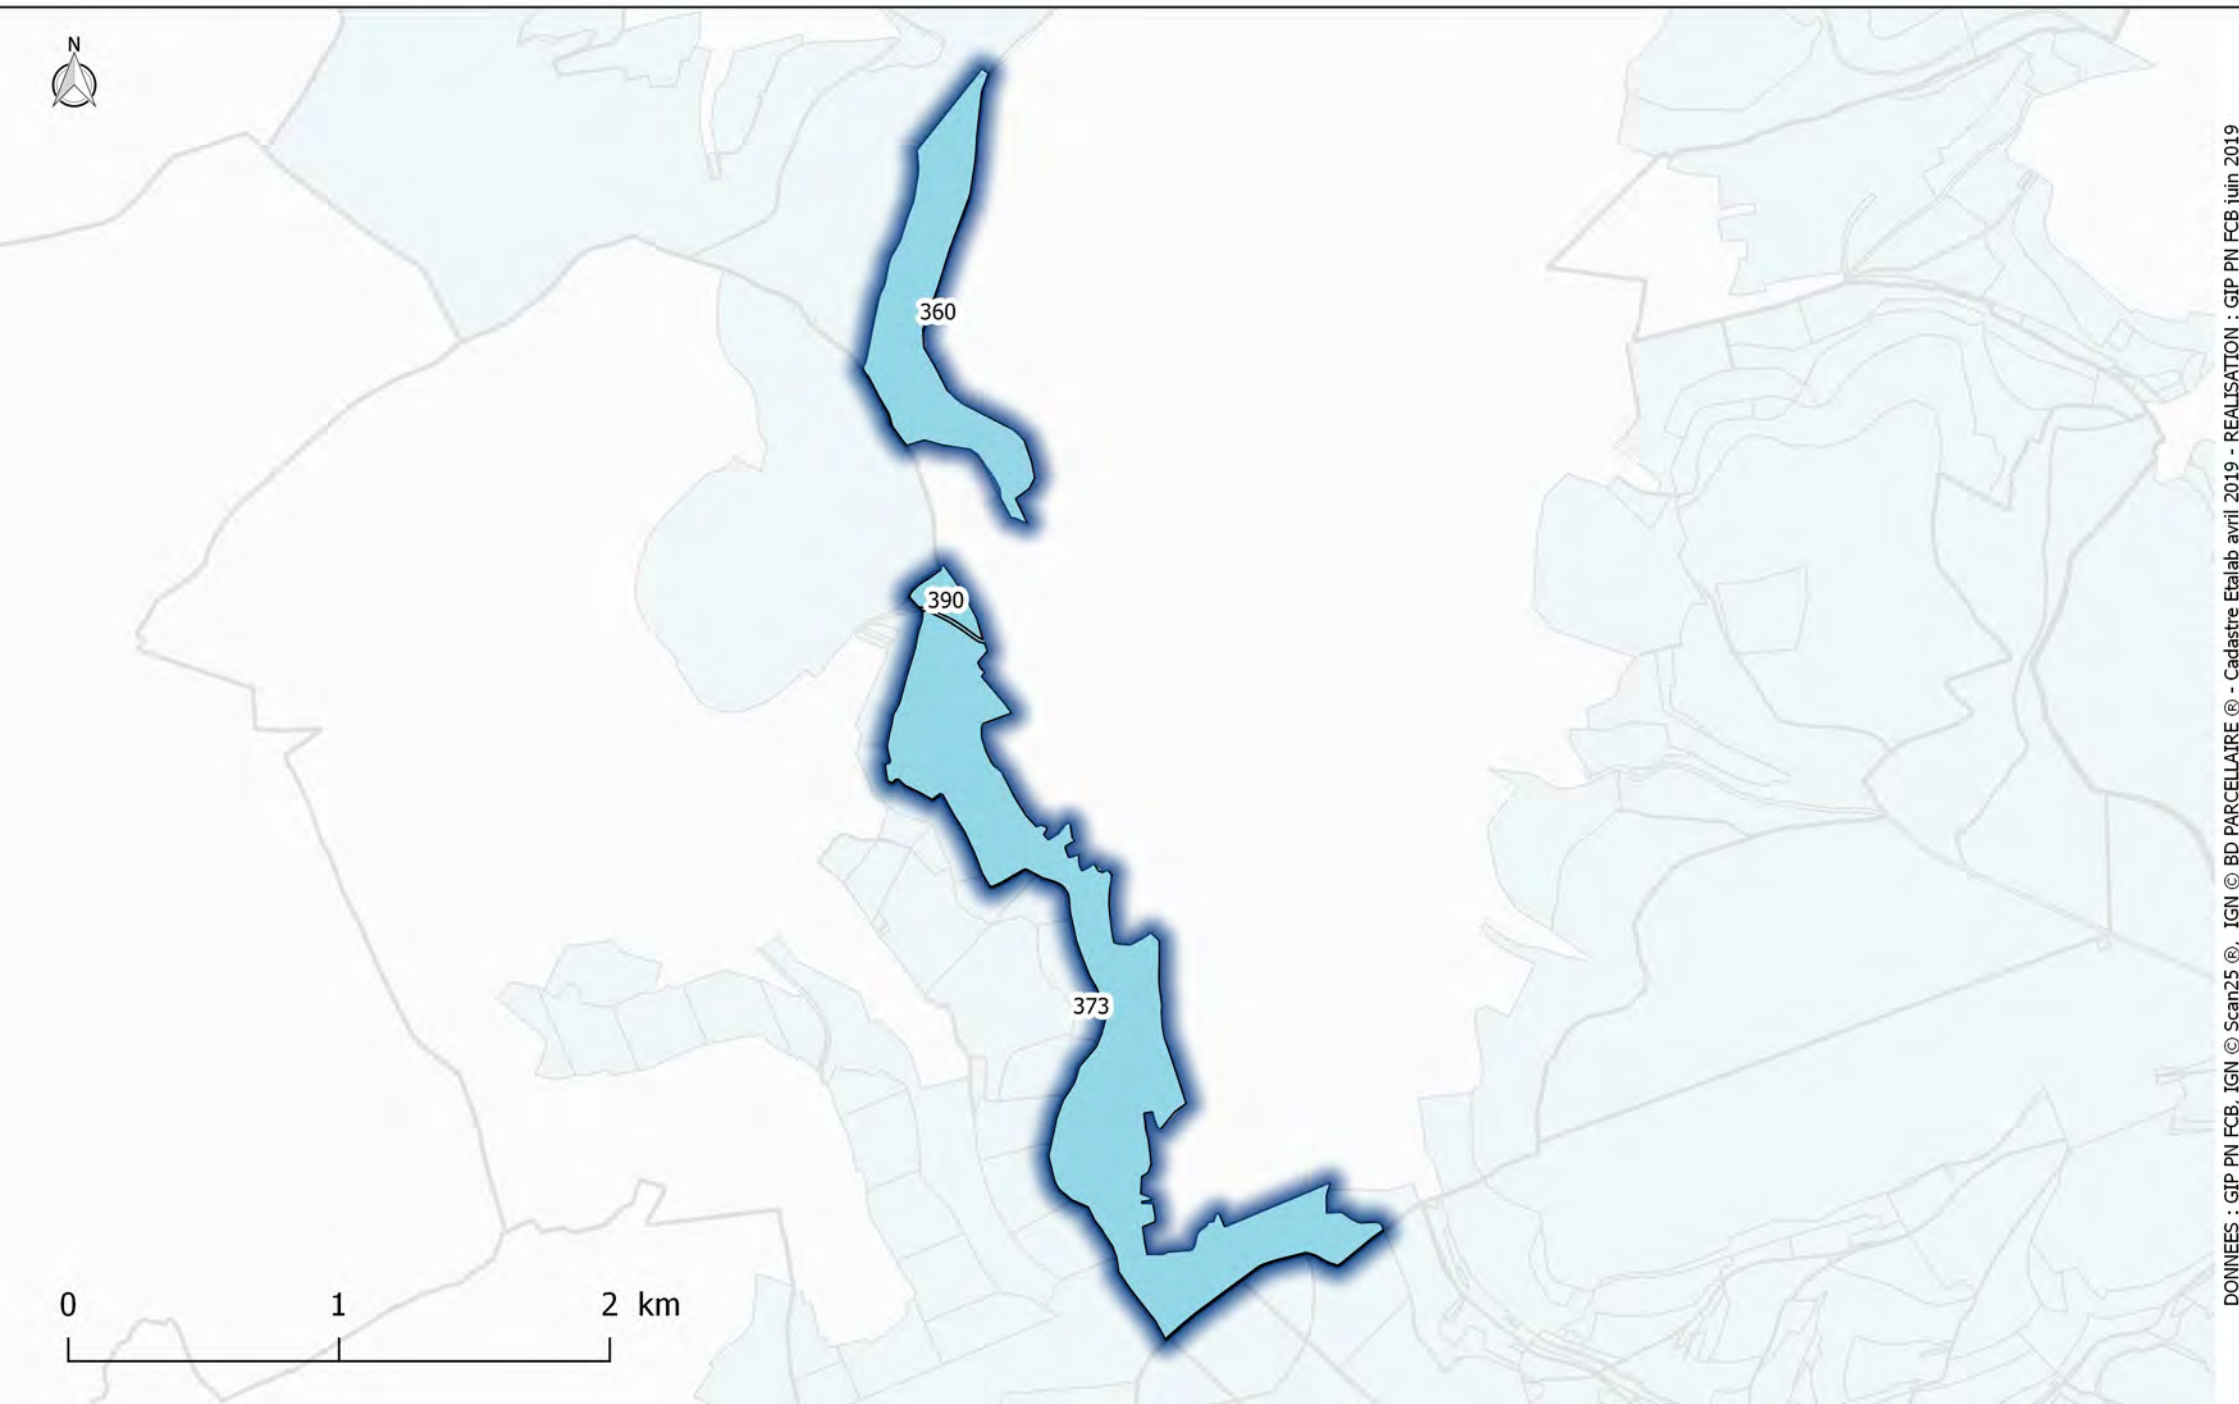 N
360
390
373
0 1 2 km
DONNEES : GIP PN FCB, IGN © Scan25 ®, IGN © BD PARCELLAIRE ® - Cadastre Etalab avril 2019 - REALISATION : GIP PN FCB juin 2019